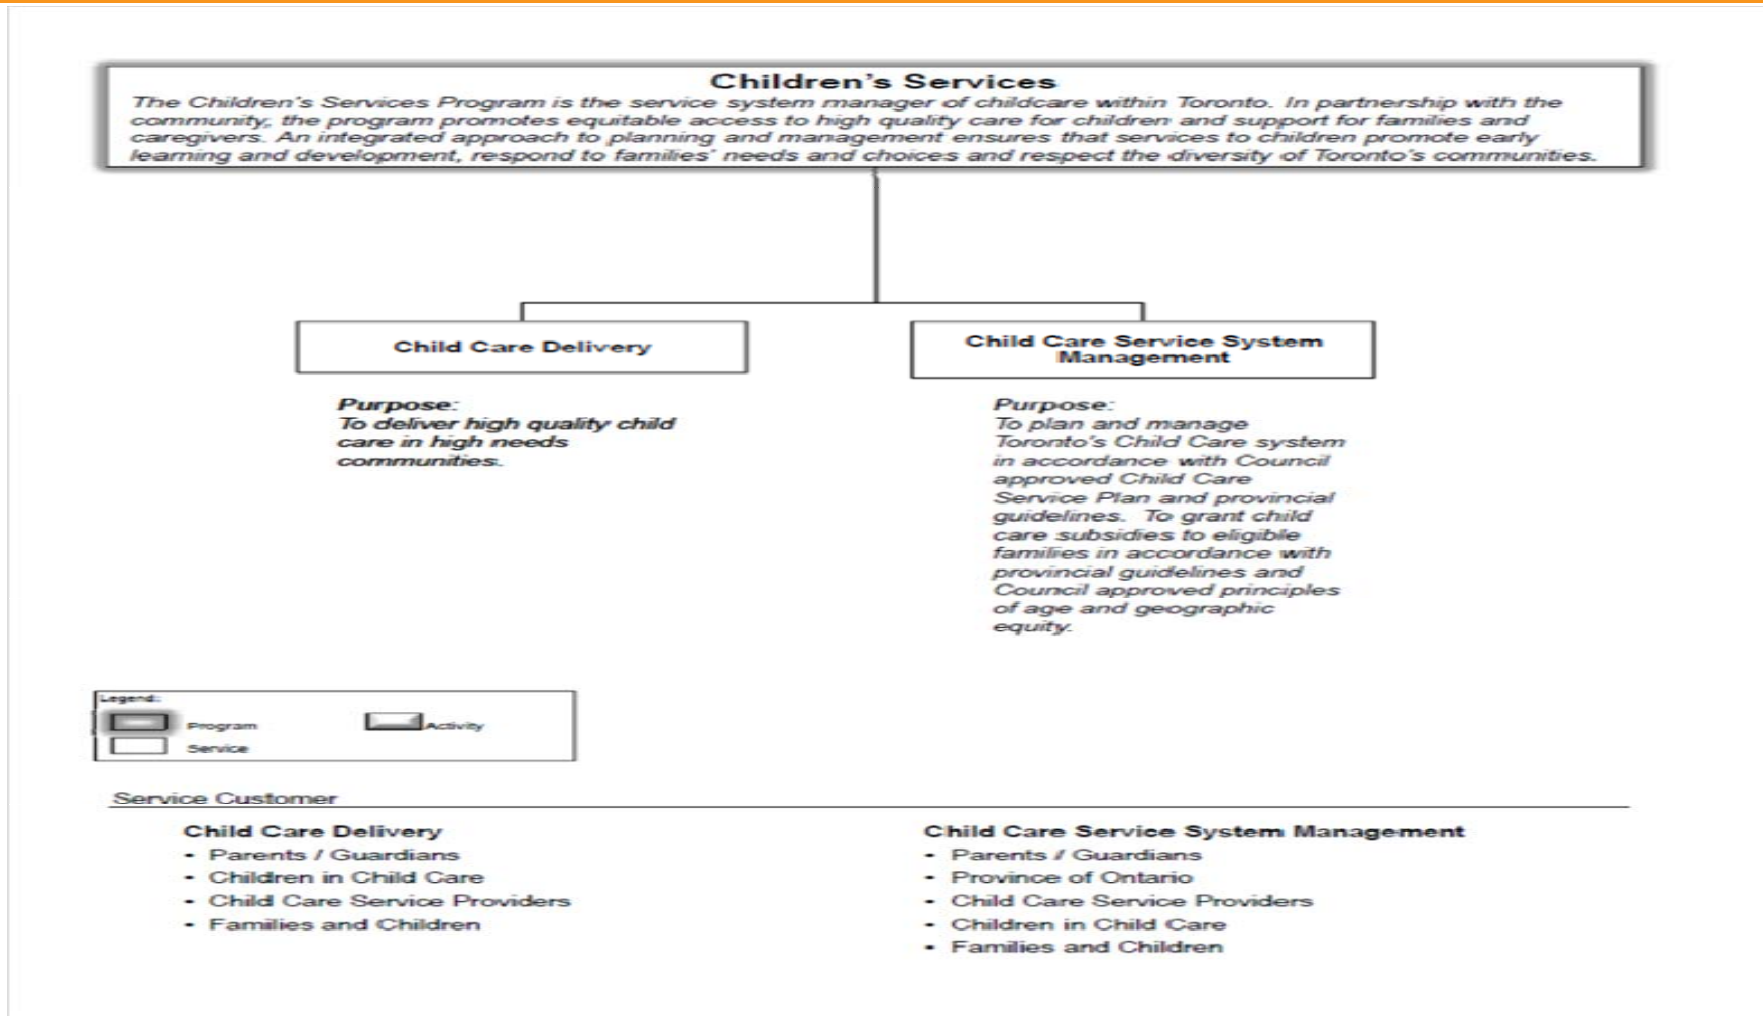 Children's Services
The Children's Services Program is the service system manager of childcare within Toronto. In partnership with the
community, the program promotes equitable access to high quality care for children and support for families and
caregivers. An integrated approach to planning and management ensures that services to children promote early
learning and development, respond to families' needs and choices and respect the diversity of Toronto's communities.
Child Care Delivery
Purpose:
To deliver high quality child
care in high needs
communities.
Child Care Service System
Management
Purpose:
To plan and manage
Toronto's Child Care system
in accordance with Council
approved Child Care
Service Plan and provincial
guidelines. To grant child
care subsidies to eligible
families in accordance with
provincial guidelines and
Council approved principles
of age and geographic
equity.
Legend:
Program
Activity
Service
Service Customer
Child Care Delivery
• Parents / Guardians
• Children in Child Care
• Child Care Service Providers
• Families and Children
Child Care Service System Management
• Parents / Guardians
• Province of Ontario
• Child Care Service Providers
• Children in Child Care
• Families and Children